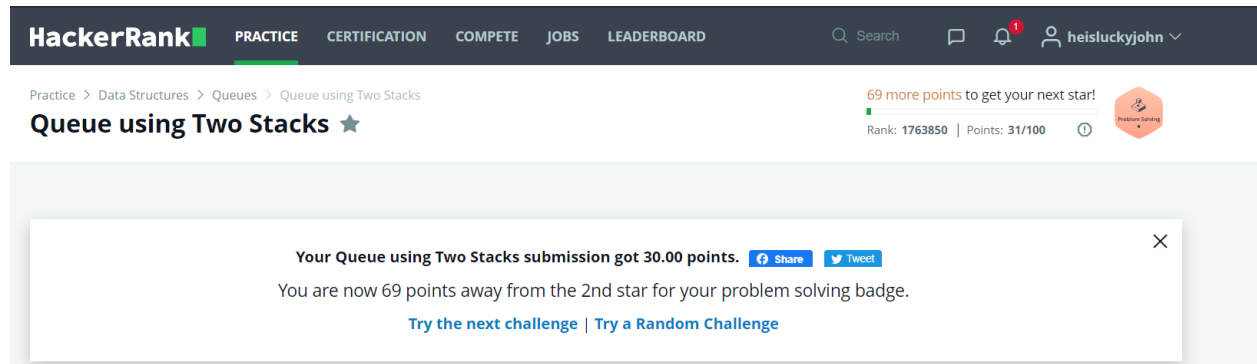 HackerRank PRACTICE CERTIFICATION COMPETE JOBS LEADERBOARD Search 1 heisluckyjohn
Practice > Data Structures > Queues > Queue using Two Stacks
69 more points to get your next star!
Queue using Two Stacks
Rank: 1763850 | Points: 31/100
Problem Solving
Your Queue using Two Stacks submission got 30.00 points. Share Tweet
You are now 69 points away from the 2nd star for your problem solving badge.
Try the next challenge | Try a Random Challenge